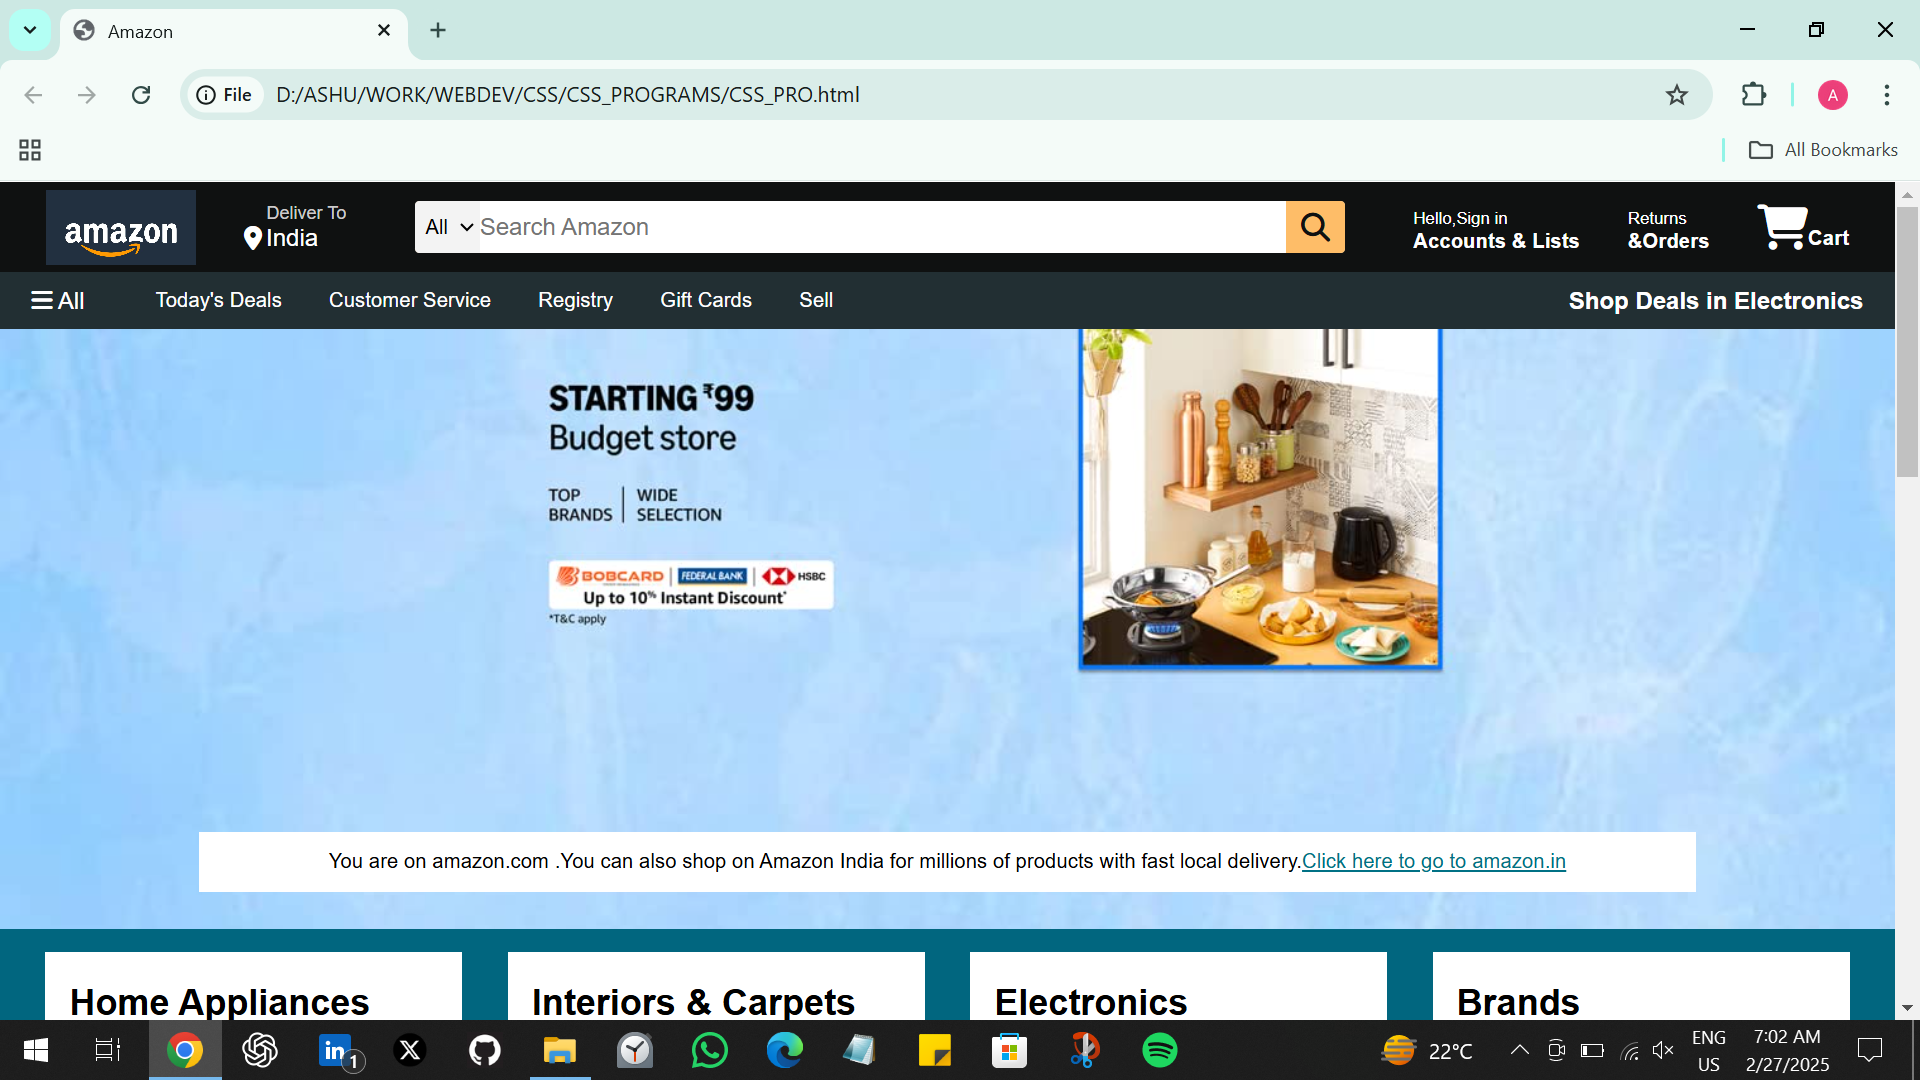 Amazon
File
D:/ASHU/WORK/WEBDEV/CSS/CSS_PROGRAMS/CSS_PRO.html
A
All Bookmarks
amazon
Deliver To
India
All
Search Amazon
Hello,Sign in
Accounts & Lists
Returns
&Orders
Cart
All
Today's Deals
Customer Service
Registry
Gift Cards
Sell
Shop Deals in Electronics
STARTING ₹99
Budget store
TOP BRANDS
WIDE SELECTION
BOBCARD
FEDERAL BANK
HSBC
Up to 10% Instant Discount*
*T&C apply
You are on amazon.com .You can also shop on Amazon India for millions of products with fast local delivery.Click here to go to amazon.in
Home Appliances
Interiors & Carpets
Electronics
Brands
in
1
X
22°C
ENG
US
7:02 AM
2/27/2025